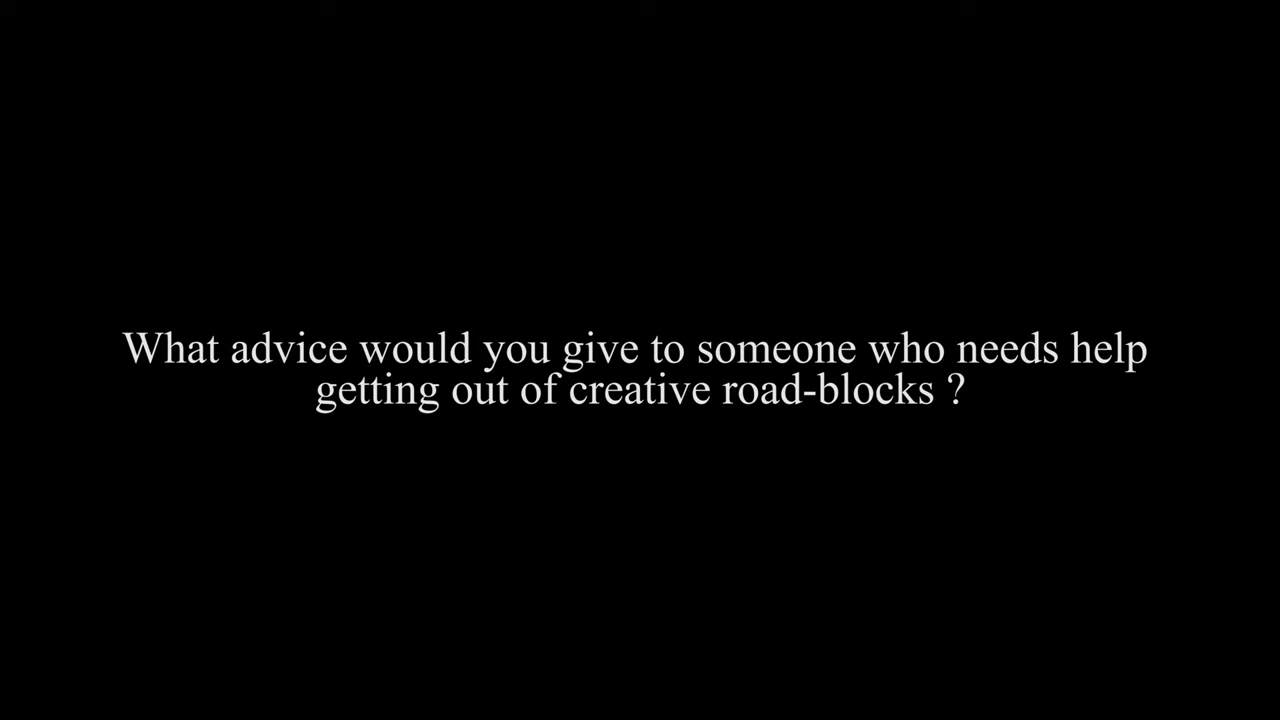 What advice would you give to someone who needs help
getting out of creative road-blocks ?